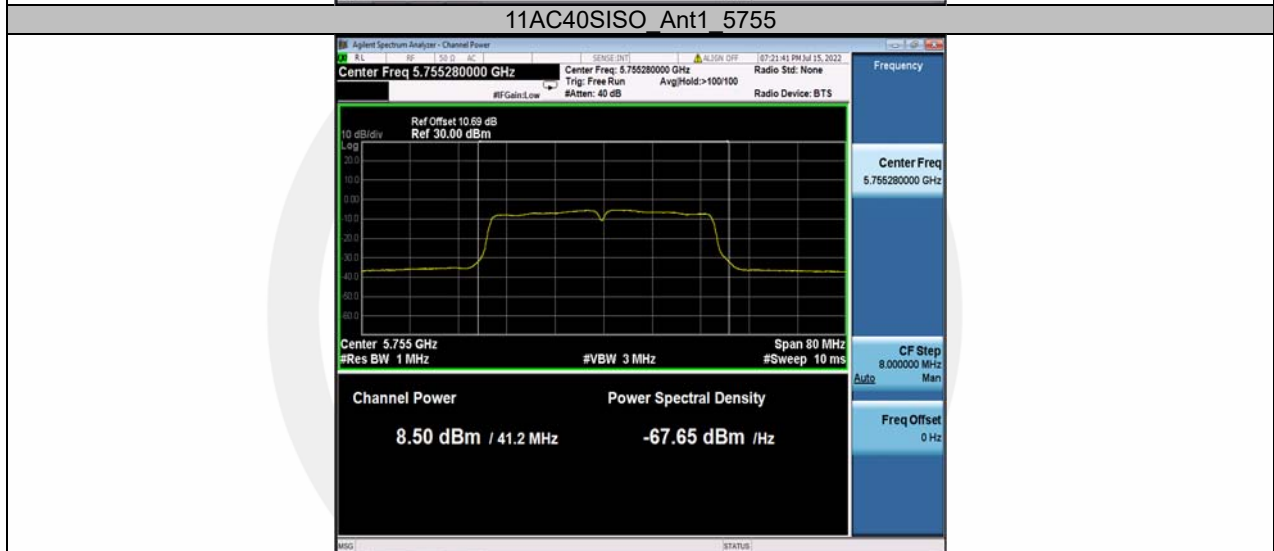 11AC40SISO_Ant1_5755
Agilent Spectrum Analyzer - Channel Power
RL RF 50 Ω AC SENSE:INT ALIGN OFF 07:21:41 PM Jul 15, 2022
Center Freq 5.755280000 GHz Center Freq: 5.755280000 GHz Radio Std: None Frequency
Trig: Free Run Avg|Hold:>100/100
#IFGain:Low #Atten: 40 dB Radio Device: BTS
Ref Offset 10.69 dB
10 dB/div Ref 30.00 dBm
Log
20.0
10.0
0.00
-10.0
-20.0
-30.0
-40.0
-50.0
-60.0
Center Freq
5.755280000 GHz
Center 5.755 GHz Span 80 MHz
#Res BW 1 MHz #VBW 3 MHz #Sweep 10 ms
CF Step
8.000000 MHz
Auto Man
Channel Power Power Spectral Density
Freq Offset
0 Hz
8.50 dBm / 41.2 MHz -67.65 dBm /Hz
MSG STATUS